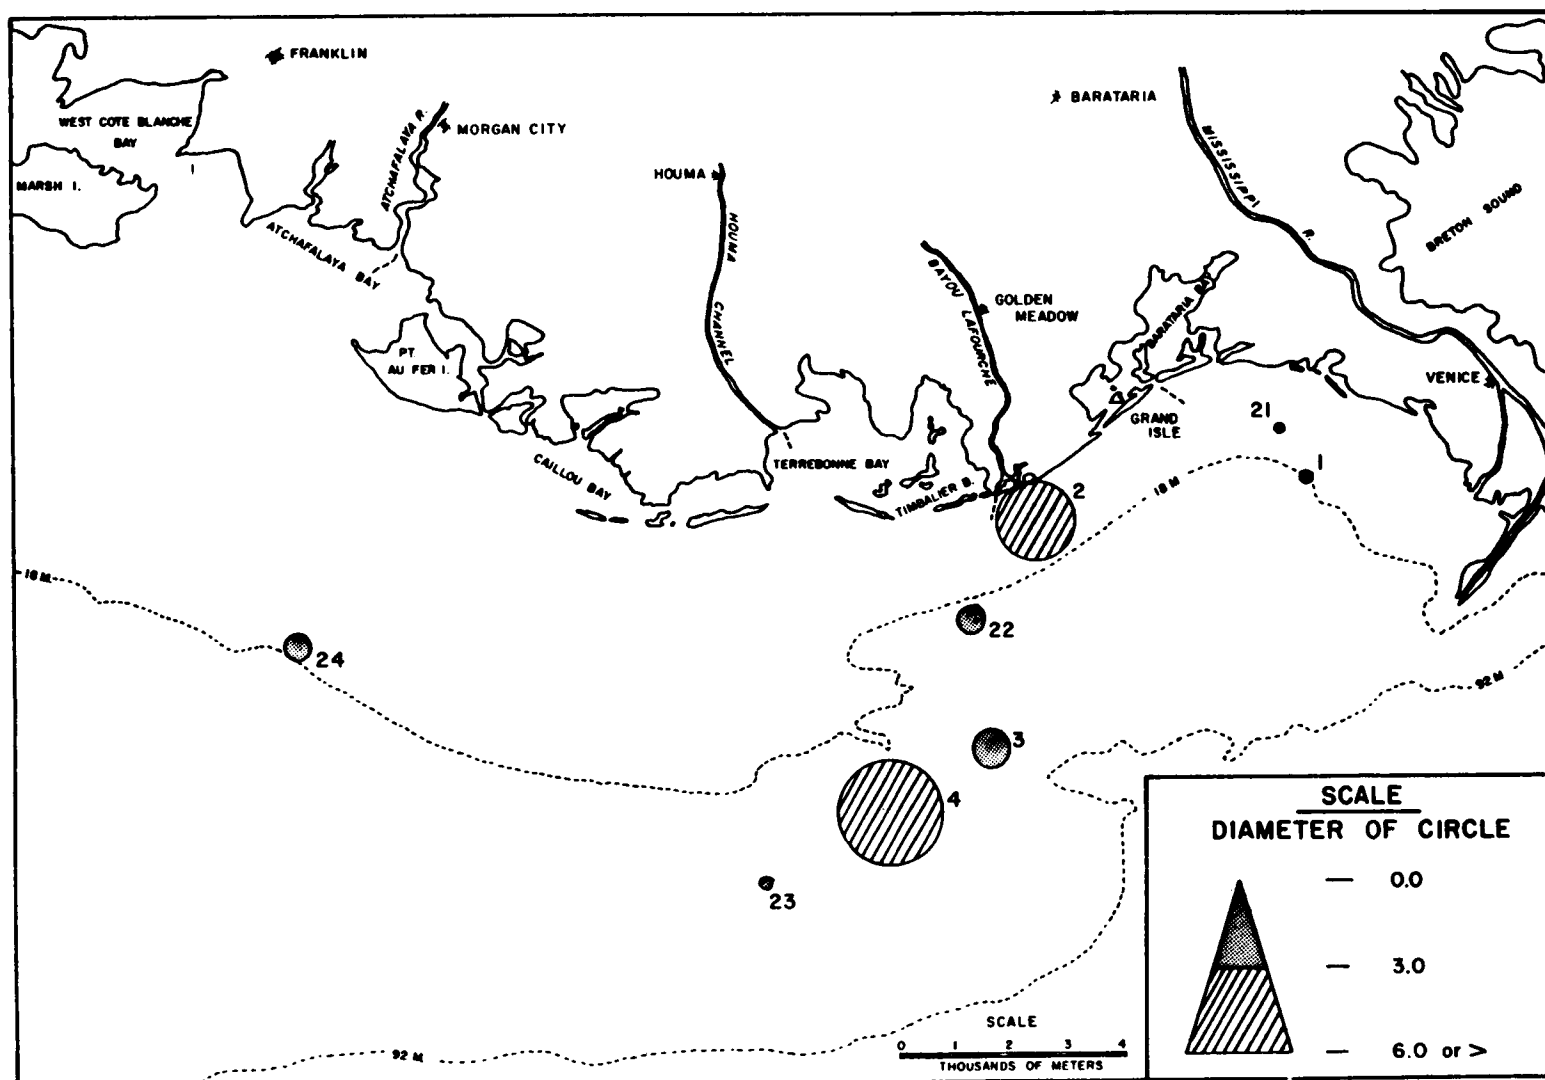 FRANKLIN
BARATARIA
WEST COTE BLANCHE
BAY
ATCHAFALAYA R.
MORGAN CITY
MISSISSIPPI
R.
MARSH I.
HOUMA
BRETON SOUND
ATCHAFALAYA BAY
HOUMA
CHANNEL
BAYOU LAFOURCHE
GOLDEN
MEADOW
BARATARIA BAY
PT.
AU FER I.
VENICE
21
GRAND
ISLE
CAILLOU BAY
TERREBONNE BAY
TIMBALIER B.
2
18 M
1
18 M.
22
24
92 M
3
4
23
92 M.
SCALE
0 1 2 3 4
THOUSANDS OF METERS
SCALE
DIAMETER OF CIRCLE
0.0
3.0
6.0 or >